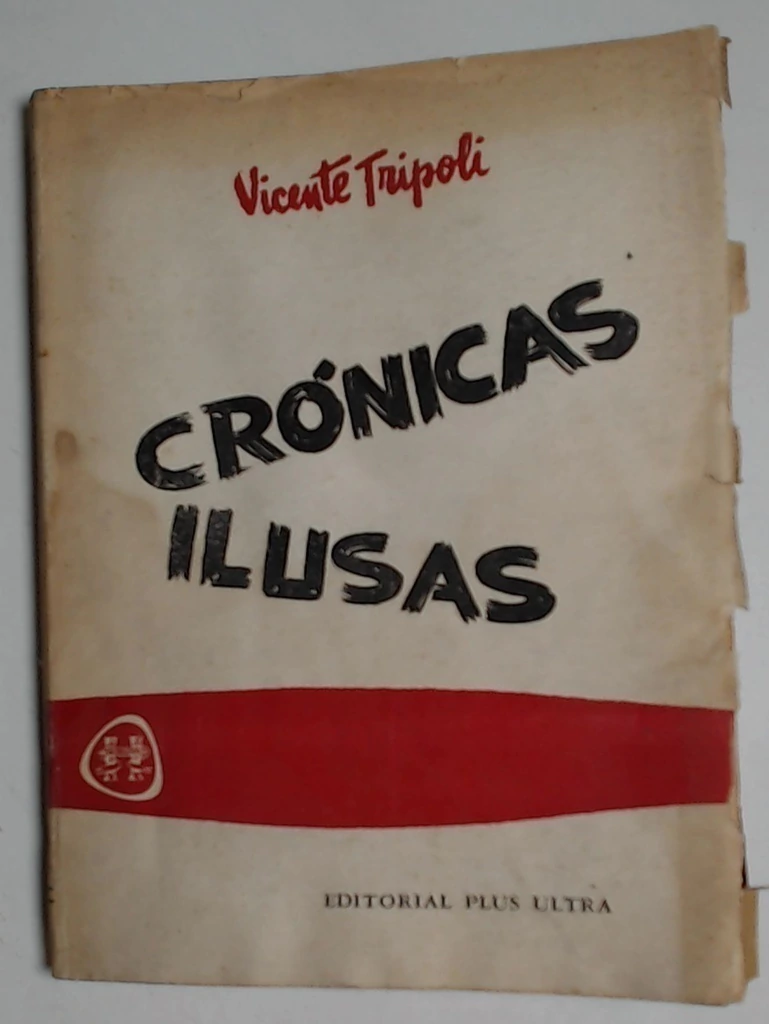 Vicente Tripoli
CRÓNICAS
ILUSAS
EDITORIAL PLUS ULTRA